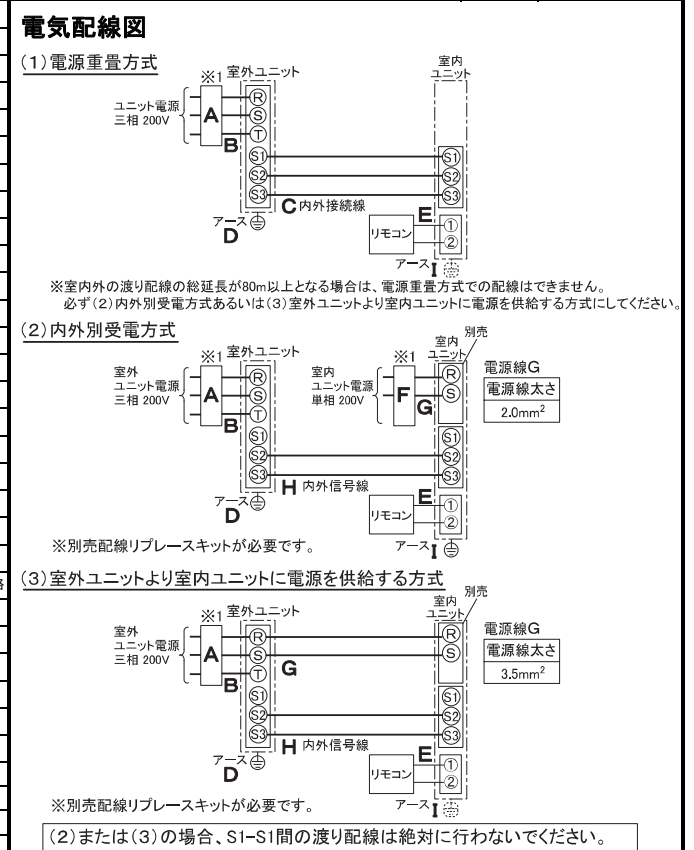 電気配線図
(1)電源重畳方式
※1 室外ユニット
室内
ユニット
ユニット電源
三相 200V
A
B
R
S
T
S1
S2
S3
S1
S2
S3
C 内外接続線
アース
D
リモコン
E
①
②
アース I
※室内外の渡り配線の総延長が80m以上となる場合は、電源重畳方式での配線はできません。
必ず(2)内外別受電方式あるいは(3)室外ユニットより室内ユニットに電源を供給する方式にしてください。
(2)内外別受電方式
※1 室外ユニット
室外
ユニット電源
三相 200V
A
B
R
S
T
S1
S2
S3
※1
室内
ユニット
別売
室内
ユニット電源
単相 200V
F
G
R
S
S1
S2
S3
電源線G
電源線太さ
2.0mm²
H 内外信号線
アース
D
リモコン
E
①
②
アース I
※別売配線リプレースキットが必要です。
(3)室外ユニットより室内ユニットに電源を供給する方式
※1 室外ユニット
室内
ユニット
別売
室外
ユニット電源
三相 200V
A
B
R
S
T
S1
S2
S3
G
R
S
S1
S2
S3
電源線G
電源線太さ
3.5mm²
H 内外信号線
アース
D
リモコン
E
①
②
アース I
※別売配線リプレースキットが必要です。
(2)または(3)の場合、S1-S1間の渡り配線は絶対に行わないでください。